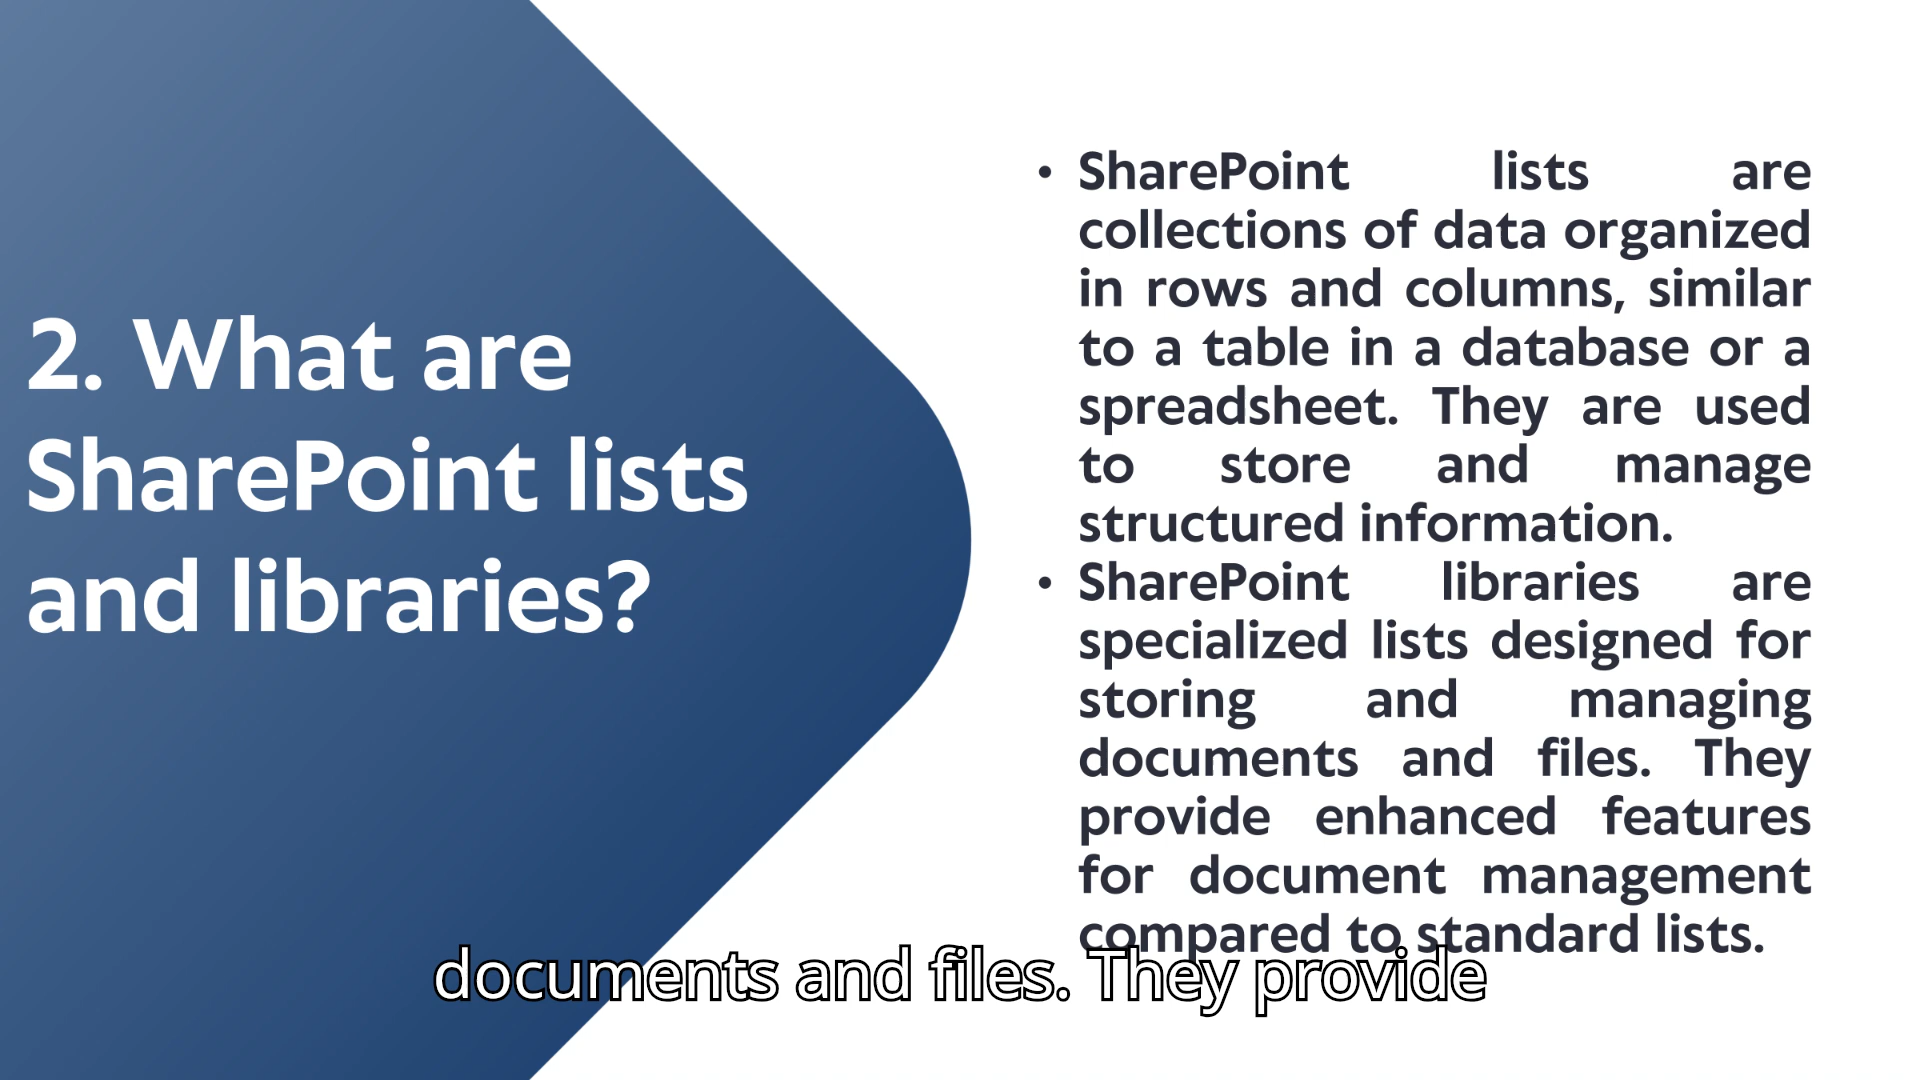 2. What are
SharePoint lists
and libraries?
• SharePoint lists are
collections of data organized
in rows and columns, similar
to a table in a database or a
spreadsheet. They are used
to store and manage
structured information.
• SharePoint libraries are
specialized lists designed for
storing and managing
documents and files. They
provide enhanced features
for document management
compared to standard lists.
documents and files. They provide